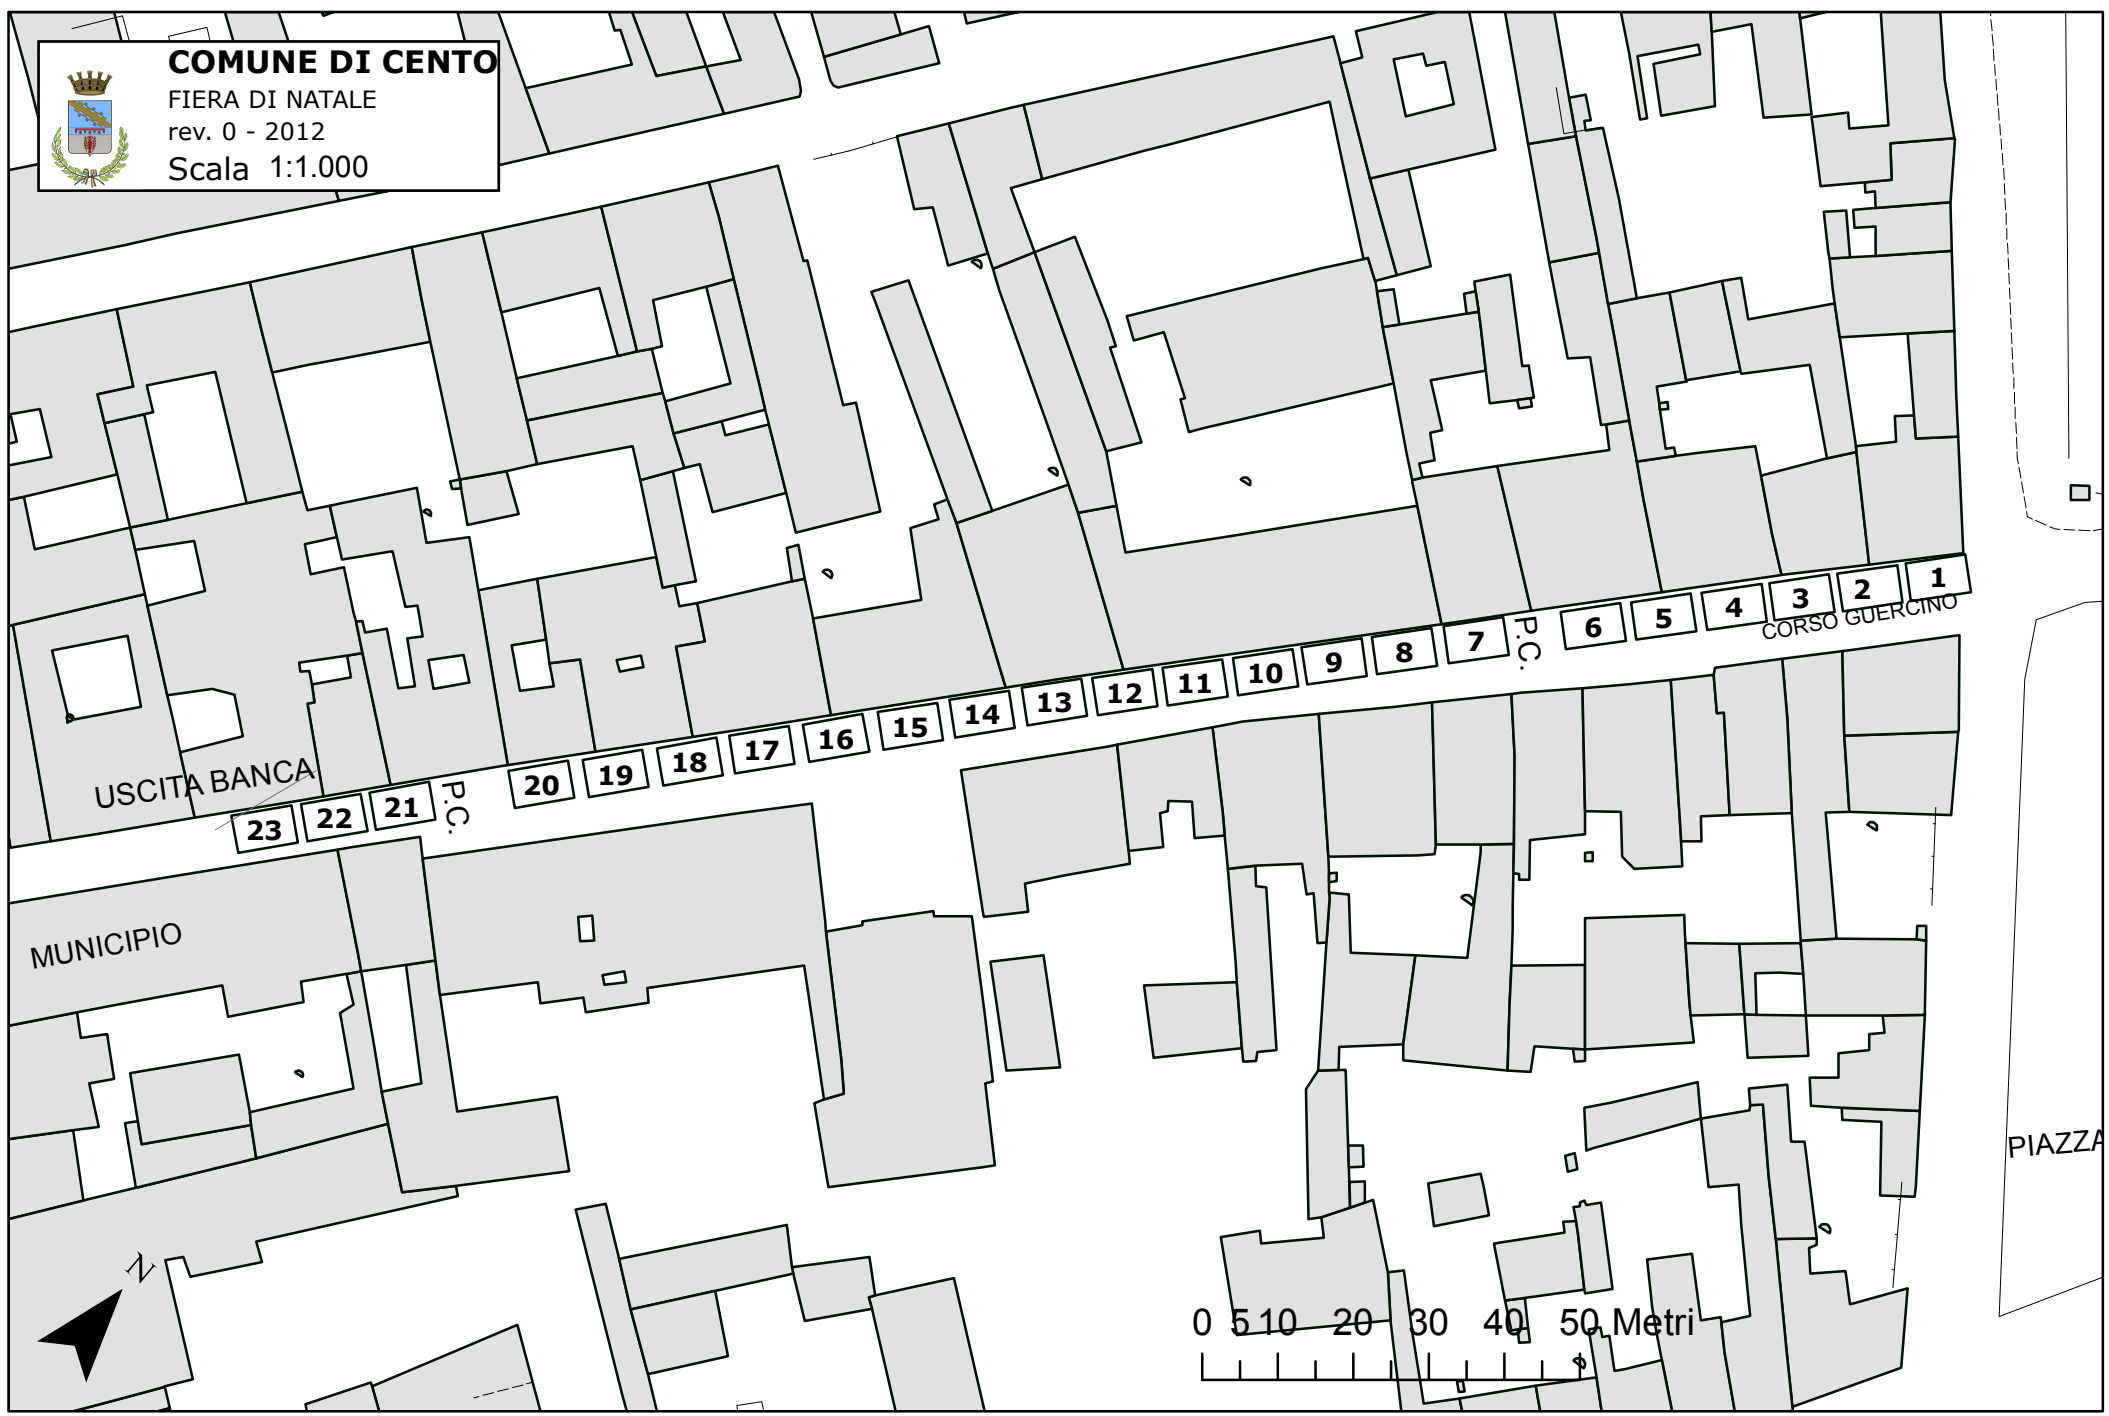 COMUNE DI CENTO
FIERA DI NATALE
rev. 0 - 2012
Scala 1:1.000
1
2
3
4
5
6
CORSO GUERCINO
P.C.
7
8
9
10
11
12
13
14
15
16
17
18
19
20
P.C.
21
22
23
USCITA BANCA
MUNICIPIO
PIAZZA
N
0 5 10 20 30 40 50 Metri